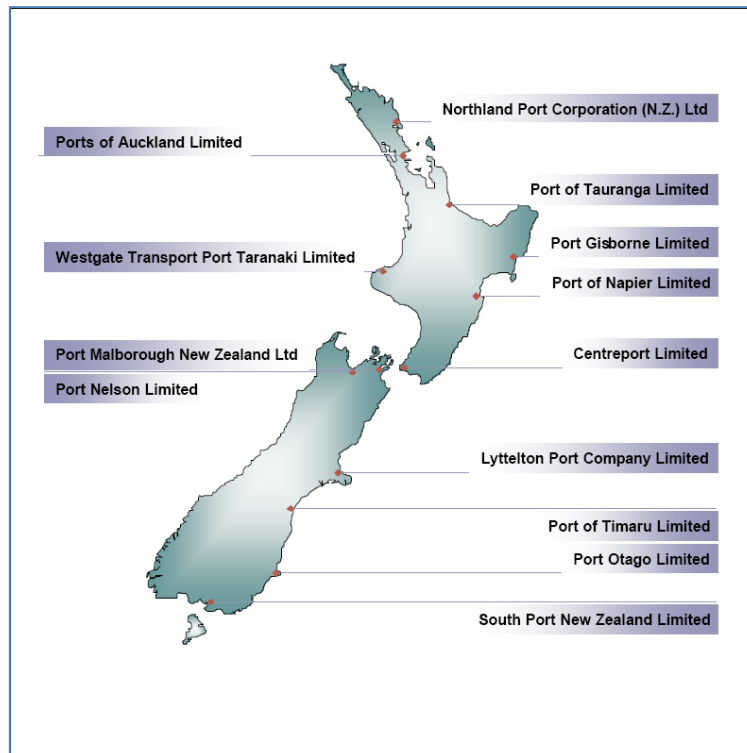 Northland Port Corporation (N.Z.) Ltd
Ports of Auckland Limited
Port of Tauranga Limited
Port Gisborne Limited
Westgate Transport Port Taranaki Limited
Port of Napier Limited
Port Malborough New Zealand Ltd
Centreport Limited
Port Nelson Limited
Lyttelton Port Company Limited
Port of Timaru Limited
Port Otago Limited
South Port New Zealand Limited